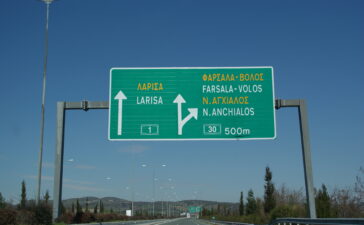 ΛΑΡΙΣΑ
LARISA
1
ΦΑΡΣΑΛΑ-ΒΟΛΟΣ
FARSALA-VOLOS
Ν.ΑΓΧΙΑΛΟΣ
N.ANCHIALOS
30 500m